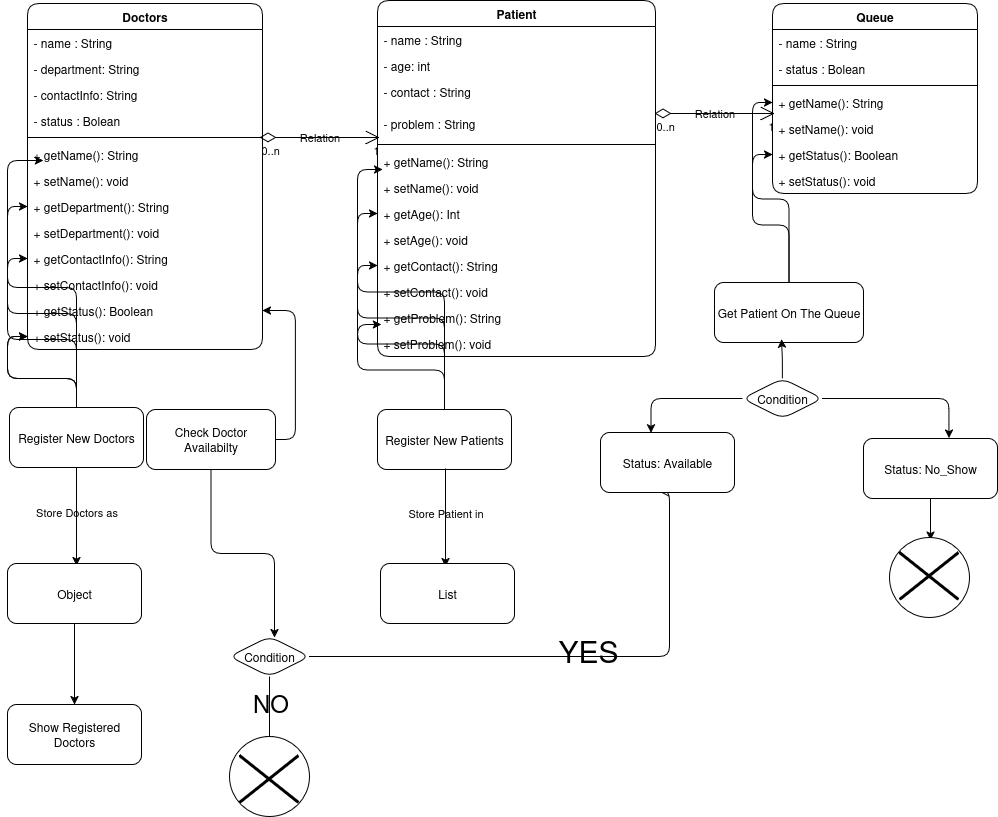 Doctors
- name : String
- department: String
- contactInfo: String
- status : Bolean
+ getName(): String
+ setName(): void
+ getDepartment(): String
+ setDepartment(): void
+ getContactInfo(): String
+ setContactInfo(): void
+ getStatus(): Boolean
+ setStatus(): void
Relation
0..n
1
Patient
- name : String
- age: int
- contact : String
- problem : String
+ getName(): String
+ setName(): void
+ getAge(): Int
+ setAge(): void
+ getContact(): String
+ setContact(): void
+ getProblem(): String
+ setProblem(): void
Relation
0..n
1
Queue
- name : String
- status : Bolean
+ getName(): String
+ setName(): void
+ getStatus(): Boolean
+ setStatus(): void
Get Patient On The Queue
Condition
Status: Available
Status: No_Show
Register New Doctors
Check Doctor
Availabilty
Register New Patients
Store Doctors as
Store Patient in
Object
List
Condition
YES
NO
Show Registered
Doctors